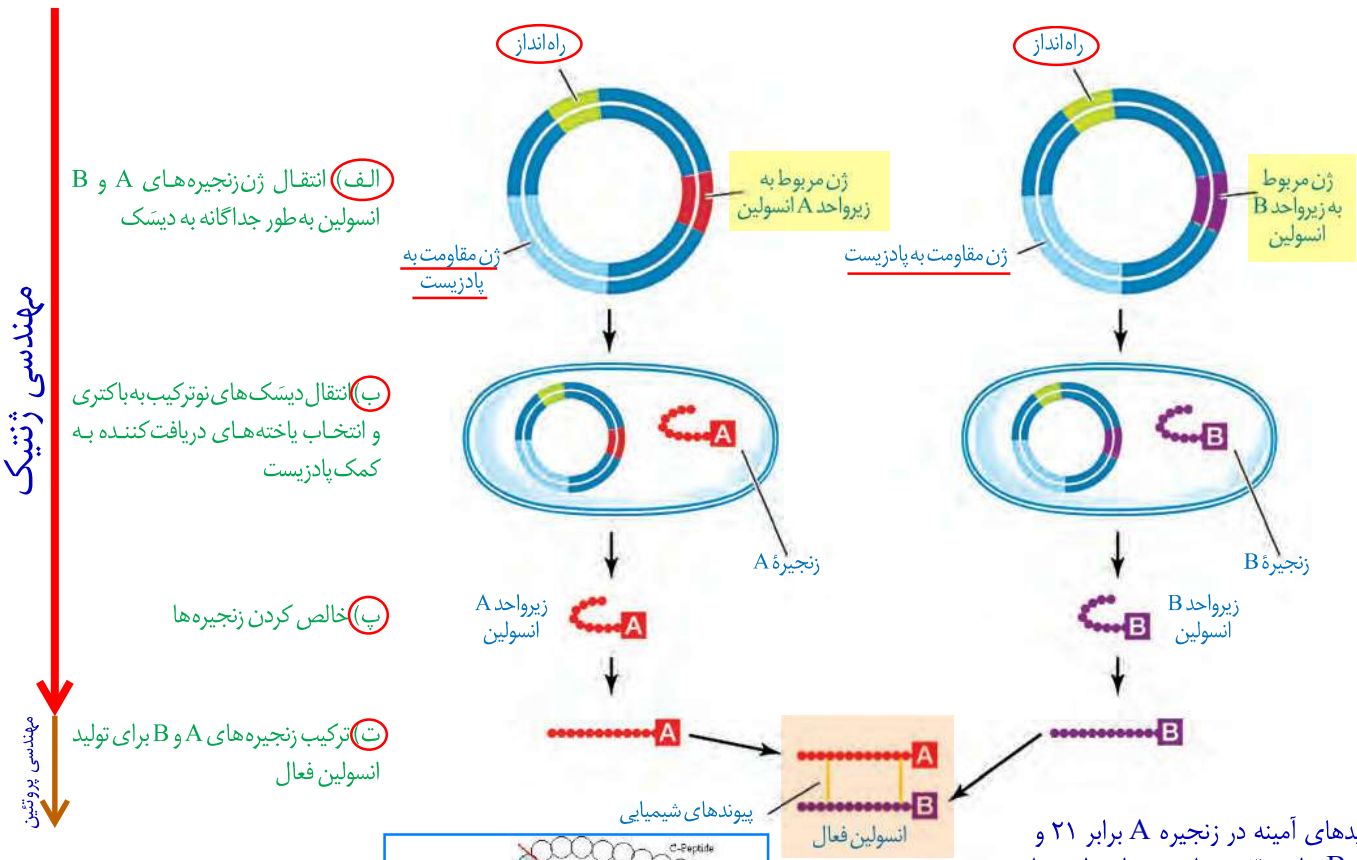 راه‌انداز
راه‌انداز
الف) انتقال ژن زنجیره‌های A و B
انسولین به‌طور جداگانه به دیسَک
ژن مربوط به
زیرواحد A انسولین
ژن مربوط
به زیرواحد B
انسولین
ژن مقاومت به
پادزیست
ژن مقاومت به پادزیست
مهندسی ژنتیک
ب) انتقال دیسَک‌های نوترکیب به باکتری
و انتخاب یاخته‌های دریافت‌کننده به
کمک پادزیست
A
B
زنجیرهٔ A
زنجیرهٔ B
پ) خالص کردن زنجیره‌ها
زیرواحد A
انسولین
A
زیرواحد B
انسولین
B
مهندسی پروتئین
ت) ترکیب زنجیره‌های A و B برای تولید
انسولین فعال
A
B
A
B
پیوندهای شیمیایی
انسولین فعال
C-Peptide
یدهای آمینه در زنجیره A برابر ۲۱ و